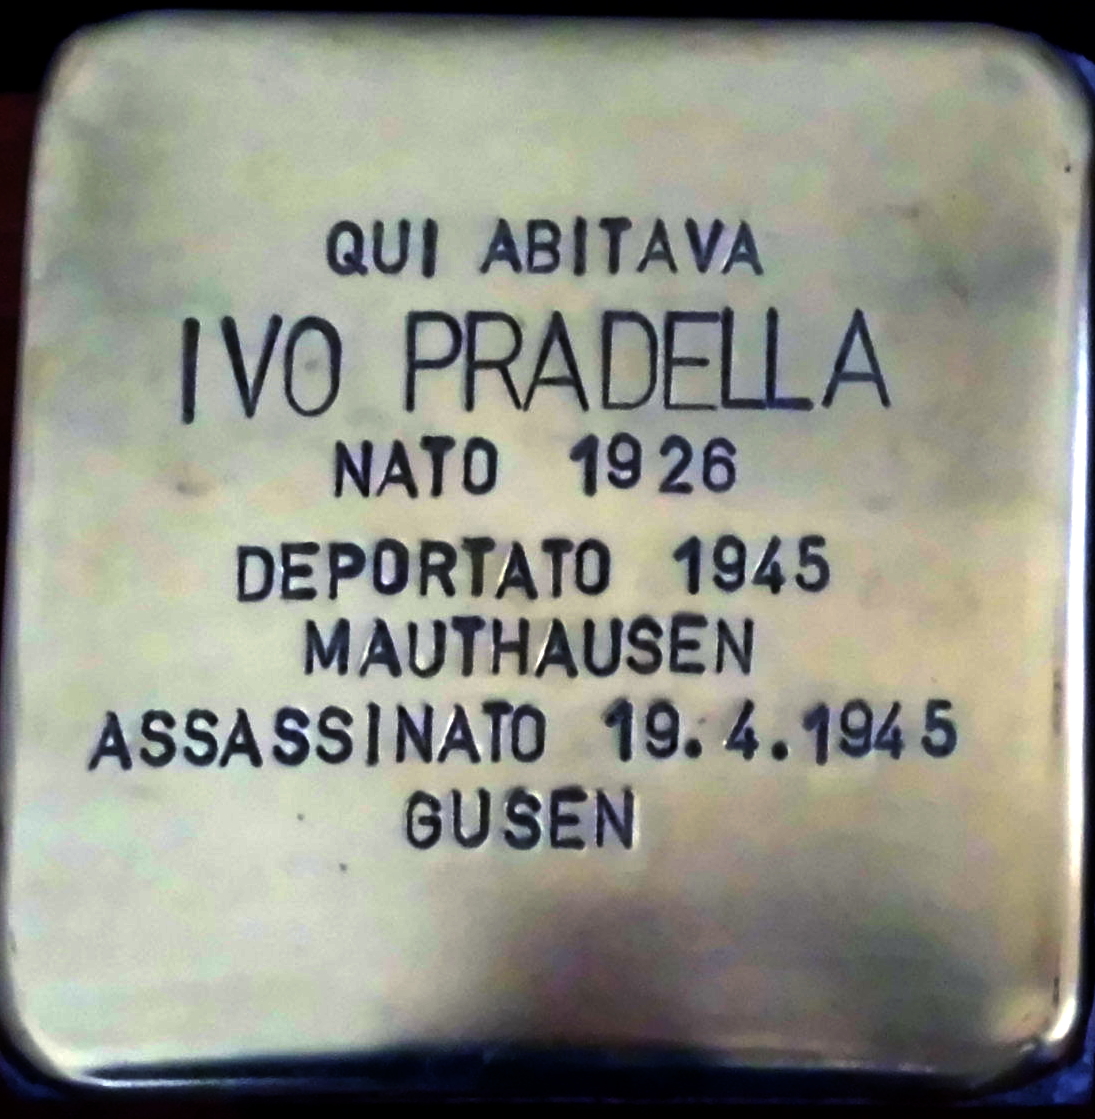 QUI ABITAVA
IVO PRADELLA
NATO 1926
DEPORTATO 1945
MAUTHAUSEN
ASSASSINATO 19.4.1945
GUSEN